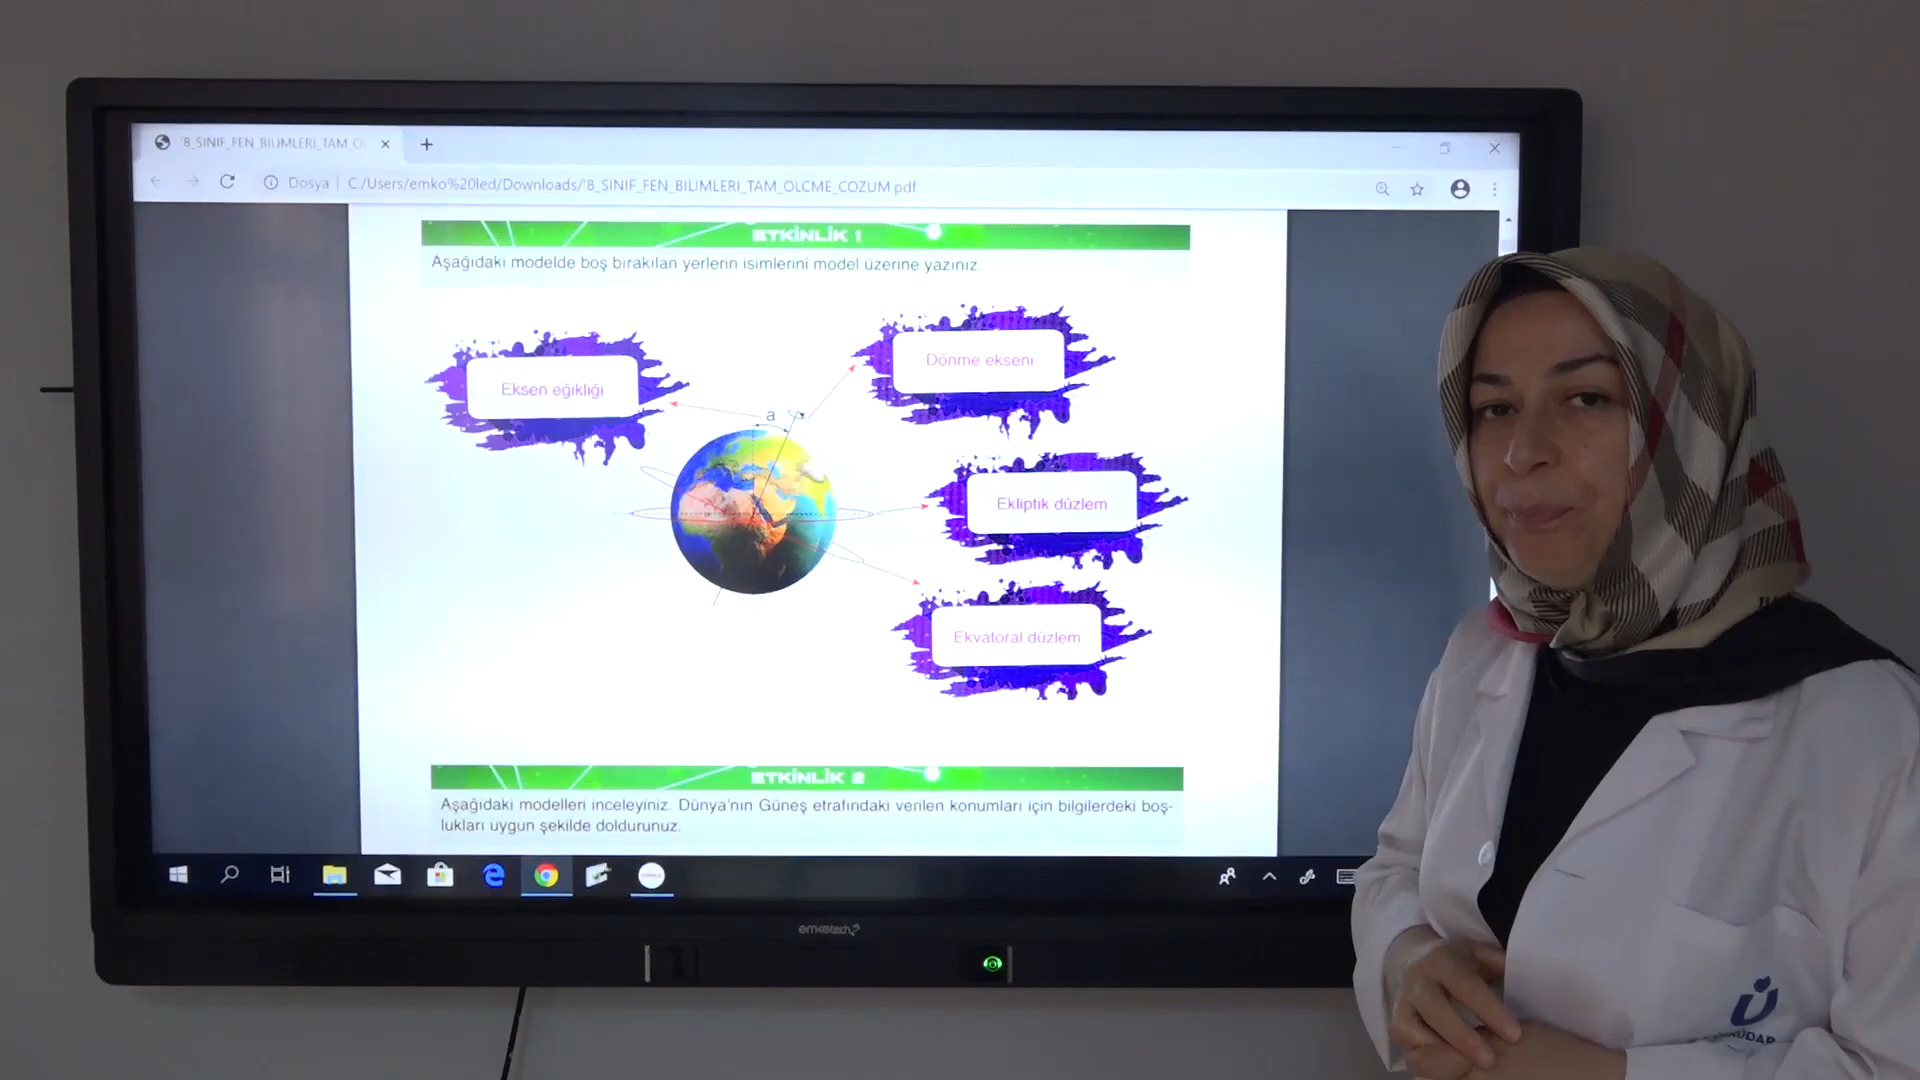 8_SINIF_FEN_BILIMLERI_TAM_O
Dosya
C:/Users/emko%20led/Downloads/'8_SINIF_FEN_BILIMLERI_TAM_OLCME_COZUM.pdf
ETKİNLİK 1
Aşağıdaki modelde boş bırakılan yerlerin isimlerini model üzerine yazınız.
Eksen eğikliği
Dönme ekseni
a
Ekliptik düzlem
Ekvatoral düzlem
ETKİNLİK 2
Aşağıdaki modelleri inceleyiniz. Dünya'nın Güneş etrafındaki verilen konumları için bilgilerdeki boş-
lukları uygun şekilde doldurunuz.
emkotech